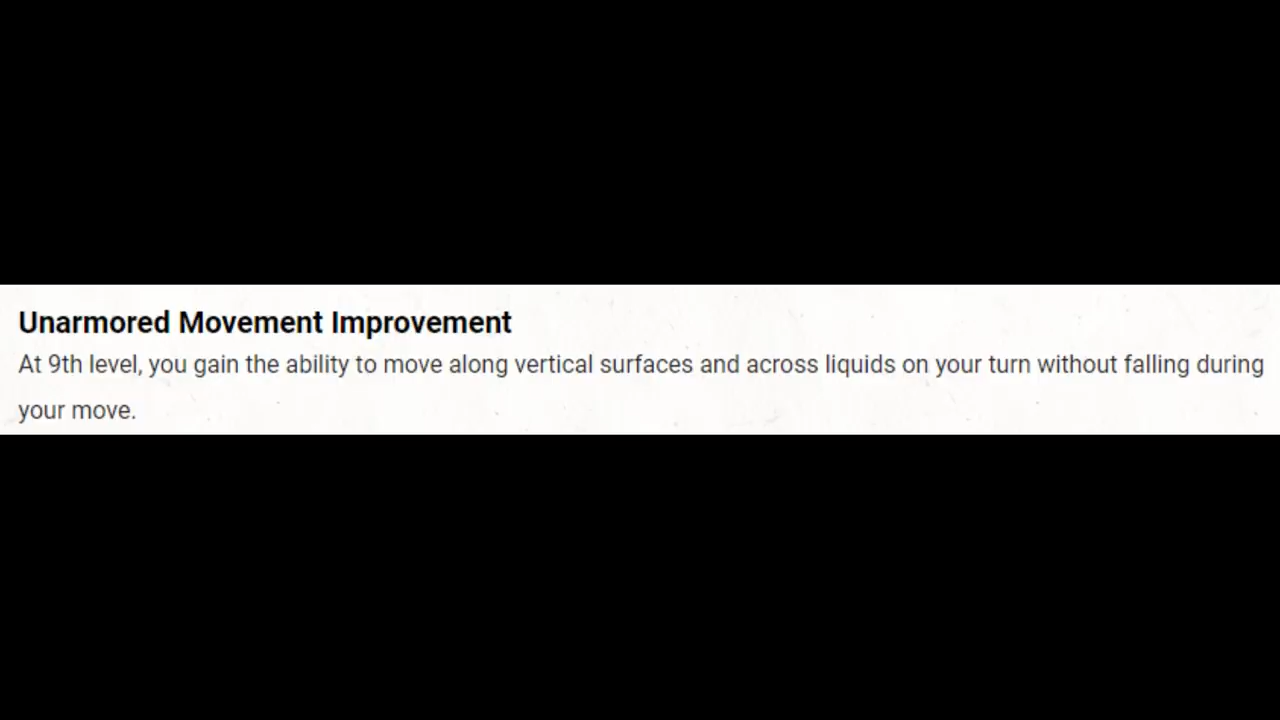 Unarmored Movement Improvement
At 9th level, you gain the ability to move along vertical surfaces and across liquids on your turn without falling during
your move.